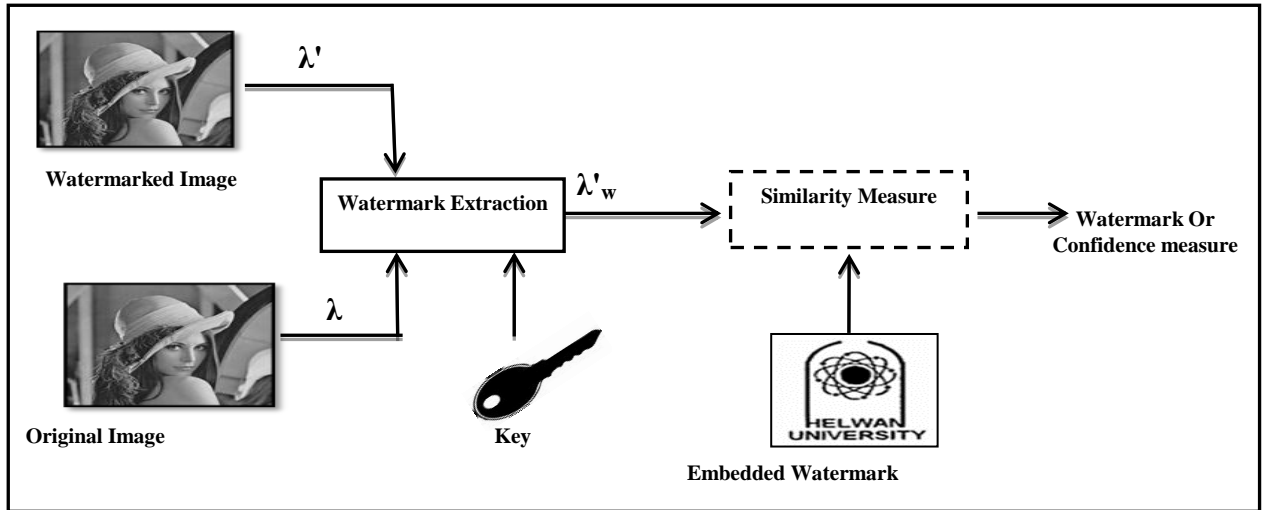 λ'
Watermarked Image
Watermark Extraction
λ'w
Similarity Measure
Watermark Or
Confidence measure
λ
Original Image
Key
HELWAN
UNIVERSITY
Embedded Watermark